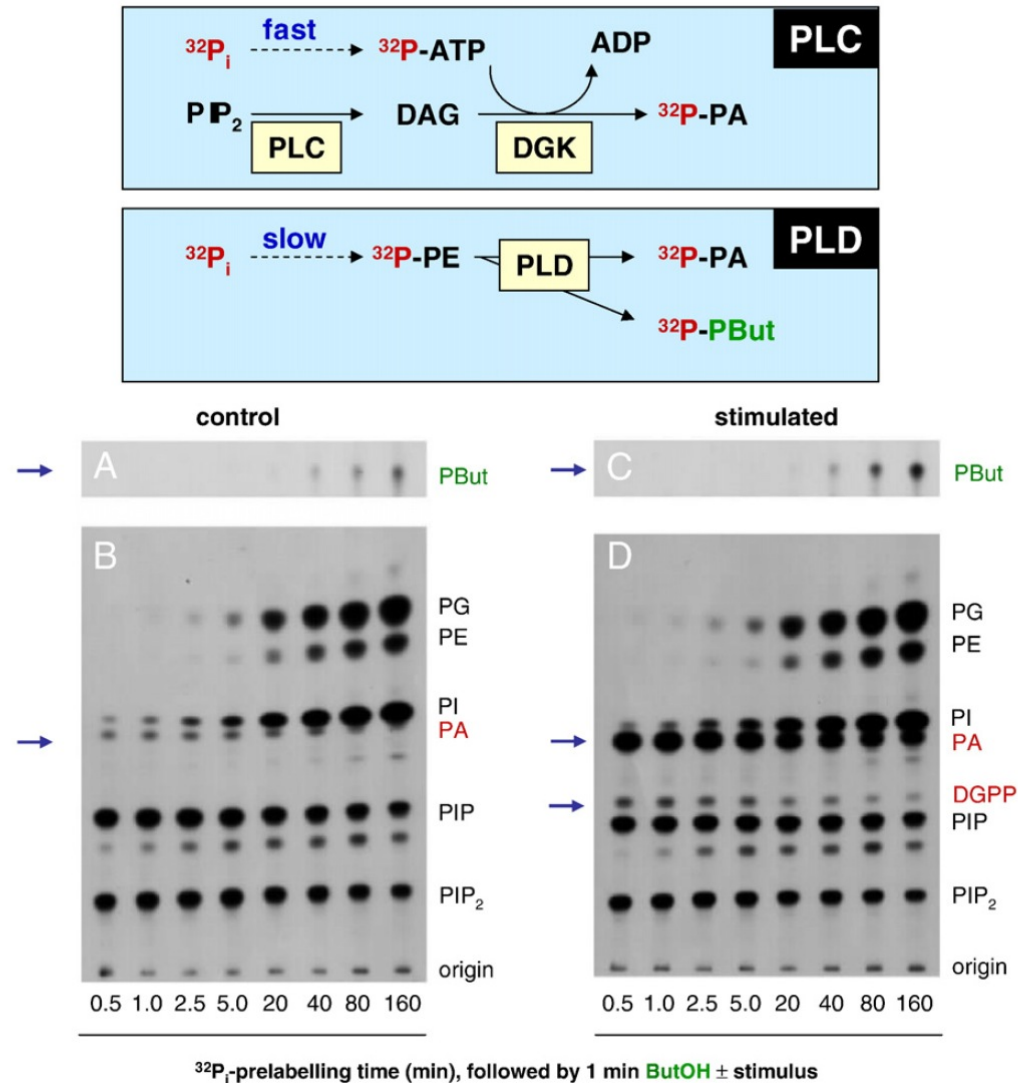 fast
³²Pᵢ ³²P-ATP ADP PLC
PIP₂ DAG ³²P-PA
PLC DGK
slow PLD
³²Pᵢ ³²P-PE PLD ³²P-PA
³²P-PBut
control stimulated
A PBut C PBut
B D
PG PG
PE PE
PI PI
PA PA
DGPP
PIP PIP
PIP₂ PIP₂
origin origin
0.5 1.0 2.5 5.0 20 40 80 160 0.5 1.0 2.5 5.0 20 40 80 160
³²Pᵢ-prelabelling time (min), followed by 1 min ButOH ± stimulus